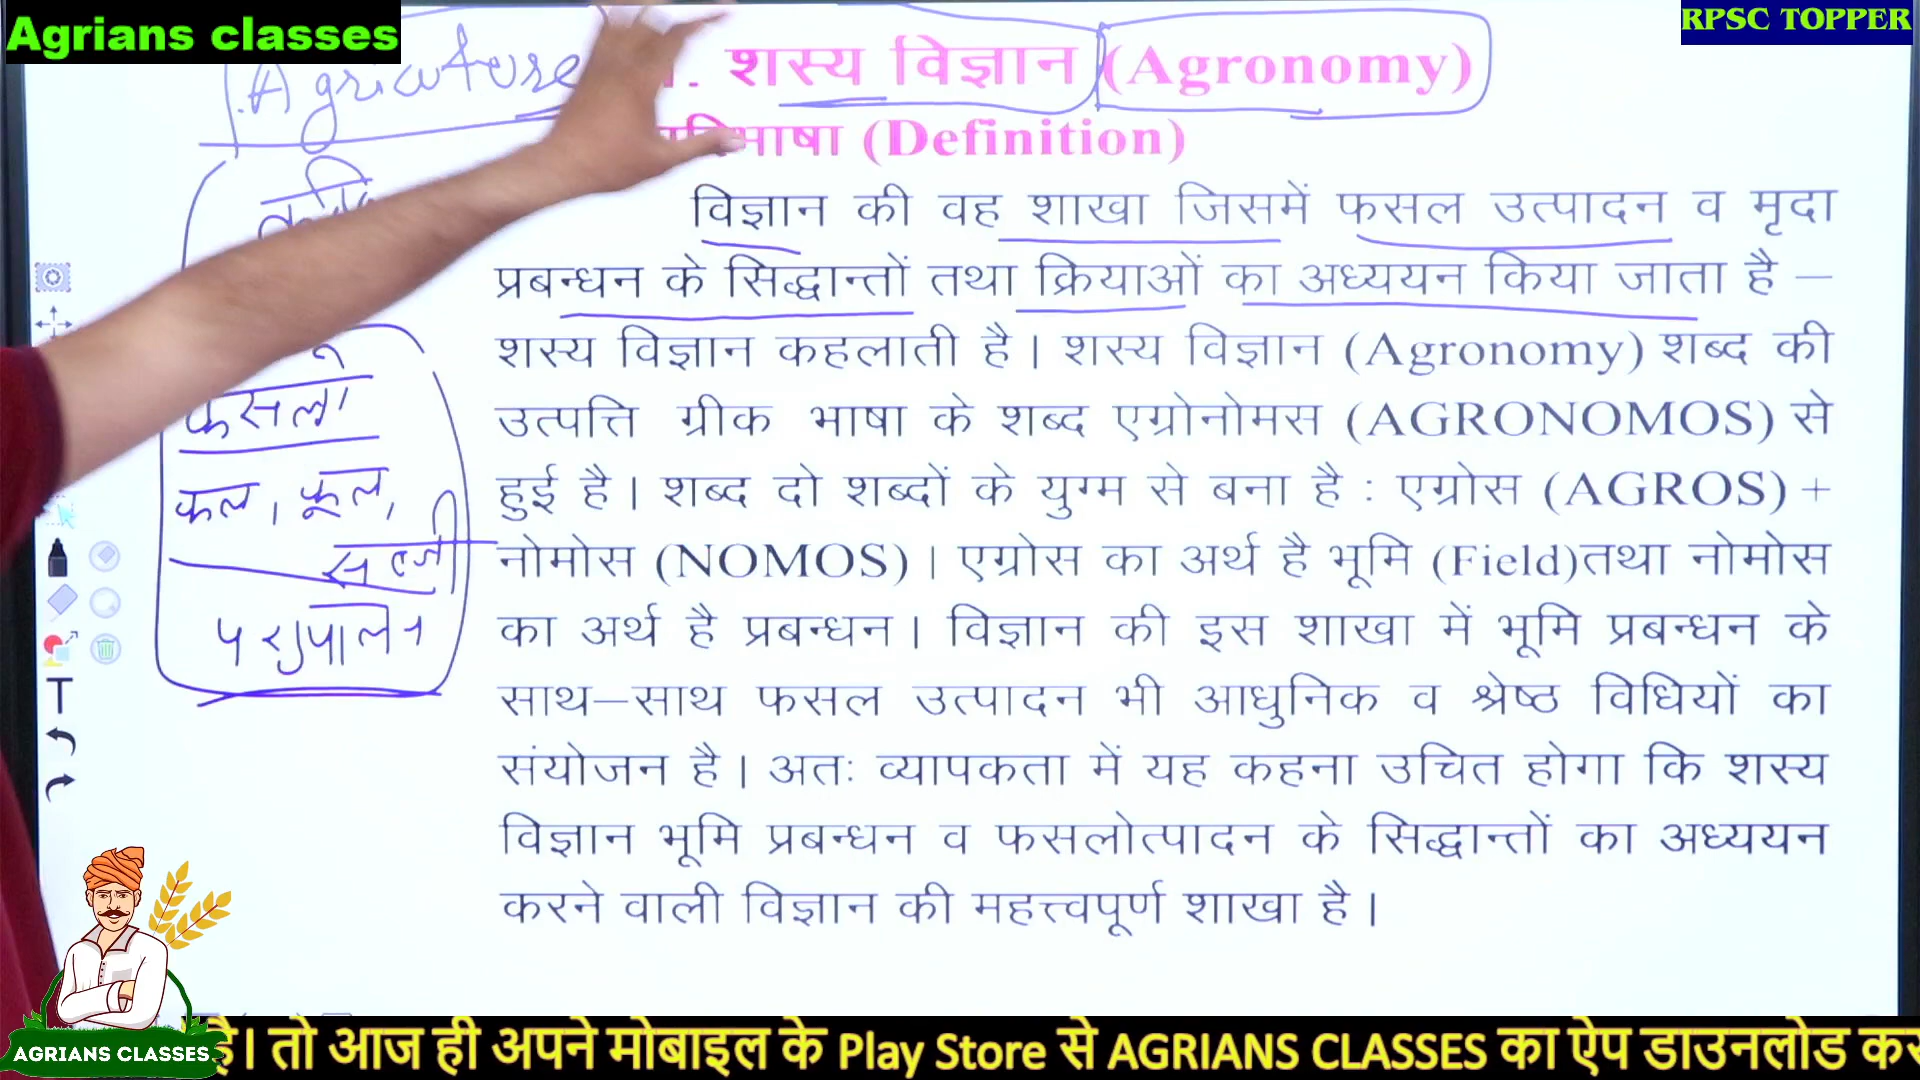 Agrians classes
RPSC TOPPER
Agriculture
शस्य विज्ञान (Agronomy)
(Definition)
विज्ञान की वह शाखा जिसमें फसल उत्पादन व मृदा
प्रबन्धन के सिद्धान्तों तथा क्रियाओं का अध्ययन किया जाता है –
शस्य विज्ञान कहलाती है। शस्य विज्ञान (Agronomy) शब्द की
उत्पत्ति ग्रीक भाषा के शब्द एग्रोनोमस (AGRONOMOS) से
हुई है। शब्द दो शब्दों के युग्म से बना है : एग्रोस (AGROS) +
नोमोस (NOMOS)। एग्रोस का अर्थ है भूमि (Field)तथा नोमोस
का अर्थ है प्रबन्धन। विज्ञान की इस शाखा में भूमि प्रबन्धन के
साथ–साथ फसल उत्पादन भी आधुनिक व श्रेष्ठ विधियों का
संयोजन है। अतः व्यापकता में यह कहना उचित होगा कि शस्य
विज्ञान भूमि प्रबन्धन व फसलोत्पादन के सिद्धान्तों का अध्ययन
करने वाली विज्ञान की महत्त्वपूर्ण शाखा है।
फसलों
फल, फूल,
सब्जी
पशुपालन
T
AGRIANS CLASSES
है। तो आज ही अपने मोबाइल के Play Store से AGRIANS CLASSES का ऐप डाउनलोड